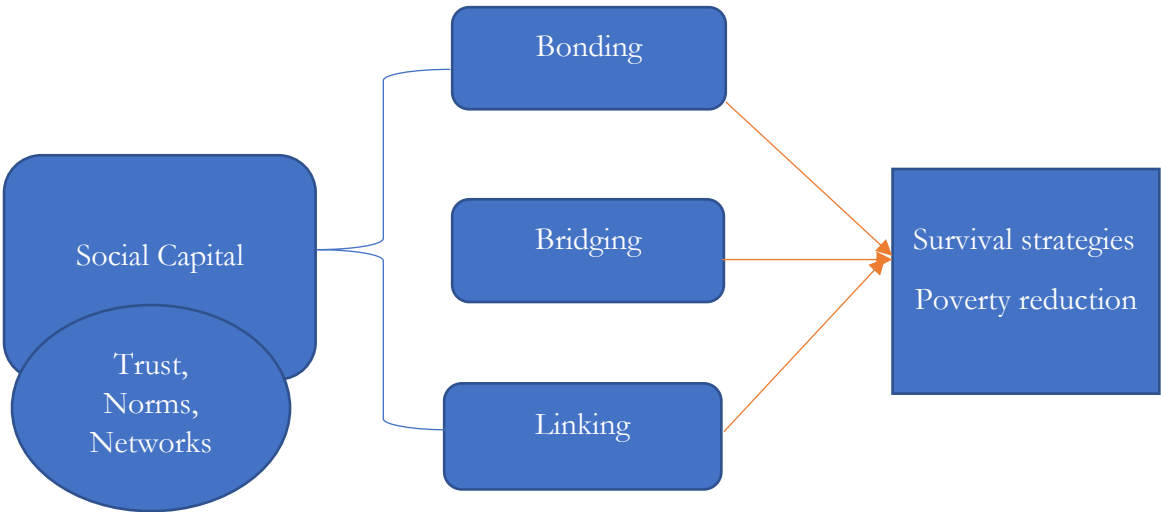 Social Capital
Trust,
Norms,
Networks
Bonding
Bridging
Linking
Survival strategies
Poverty reduction